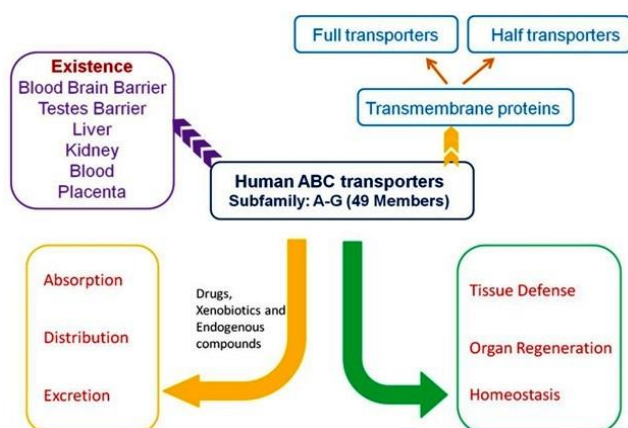 Full transporters
Half transporters
Existence
Blood Brain Barrier
Testes Barrier
Liver
Kidney
Blood
Placenta
Transmembrane proteins
Human ABC transporters
Subfamily: A-G (49 Members)
Absorption
Distribution
Excretion
Drugs,
Xenobiotics and
Endogenous
compounds
Tissue Defense
Organ Regeneration
Homeostasis